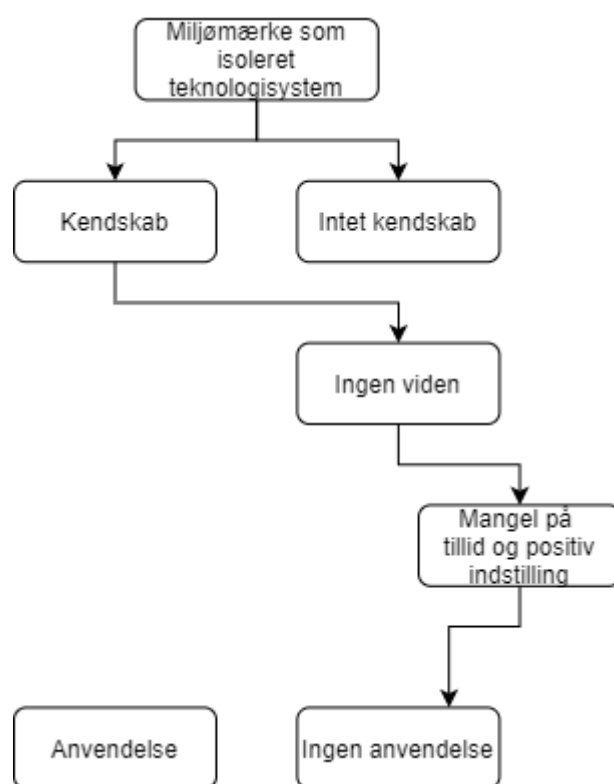 Miljømærke som
isoleret
teknologisystem
Kendskab
Intet kendskab
Ingen viden
Mangel på
tillid og positiv
indstilling
Anvendelse
Ingen anvendelse